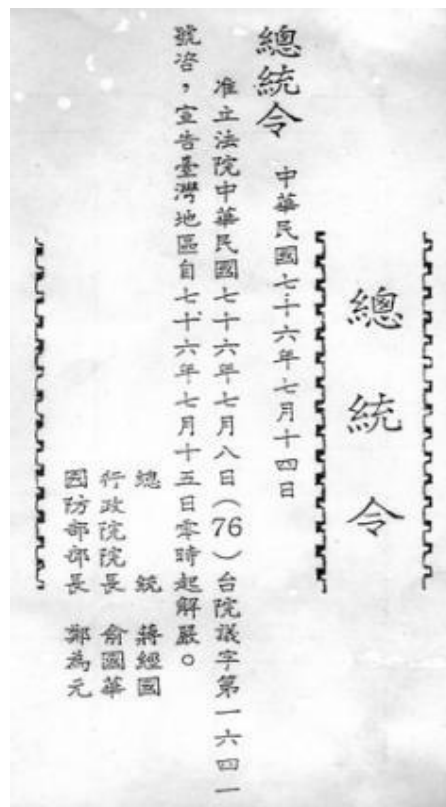 總統令
總統令　中華民國七十六年七月十四日
准立法院中華民國七十六年七月八日（76）台院議字第一六四一
號咨，宣告臺灣地區自七十六年七月十五日零時起解嚴。
總統　蔣經國
行政院院長　俞國華
國防部部長　鄭為元